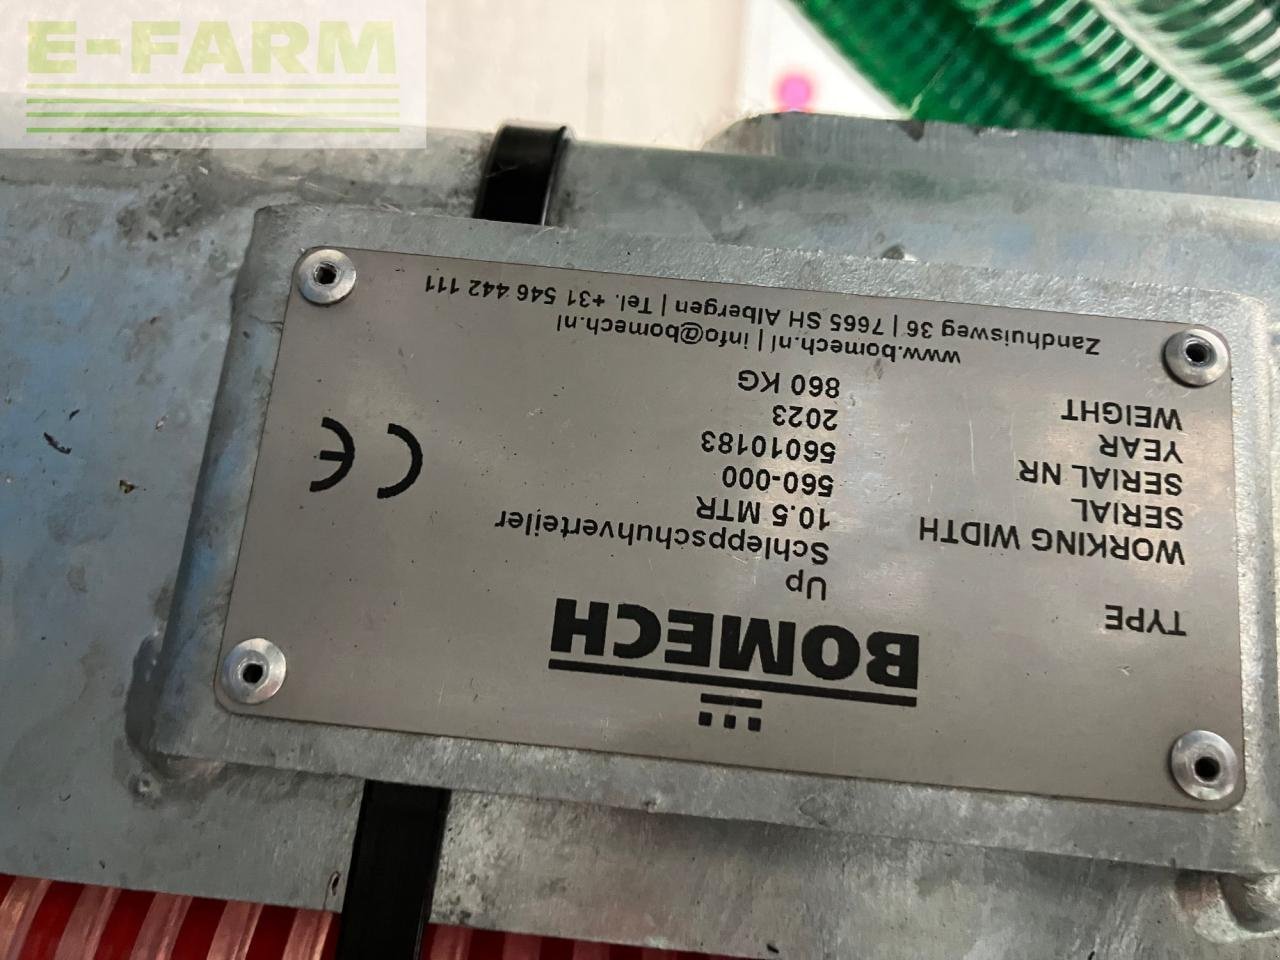 E-FARM
BOMECH
TYPE Up
Schleppschuhverteiler
WORKING WIDTH 10.5 MTR
SERIAL 560-000
SERIAL NR 5610183
YEAR 2023
WEIGHT 860 KG
www.bomech.nl | info@bomech.nl
Zandhuisweg 36 | 7665 SH Albergen | Tel. +31 546 442 111
CE